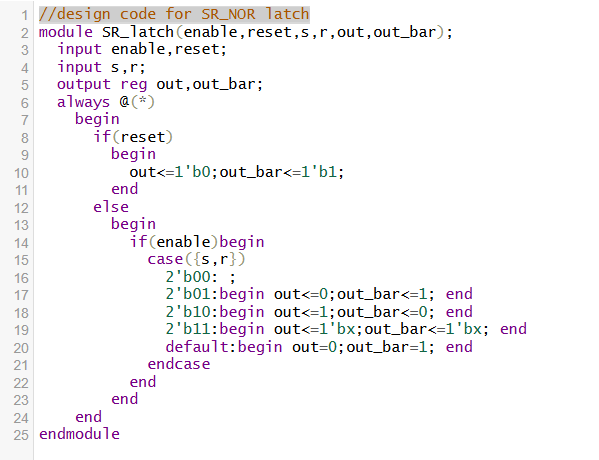 1 //design code for SR_NOR latch
2 module SR_latch(enable,reset,s,r,out,out_bar);
3   input enable,reset;
4   input s,r;
5   output reg out,out_bar;
6   always @(*)
7     begin
8       if(reset)
9         begin
10           out<=1'b0;out_bar<=1'b1;
11         end
12       else
13         begin
14           if(enable)begin
15             case({s,r})
16               2'b00: ;
17               2'b01:begin out<=0;out_bar<=1; end
18               2'b10:begin out<=1;out_bar<=0; end
19               2'b11:begin out<=1'bx;out_bar<=1'bx; end
20               default:begin out=0;out_bar=1; end
21             endcase
22           end
23         end
24     end
25 endmodule